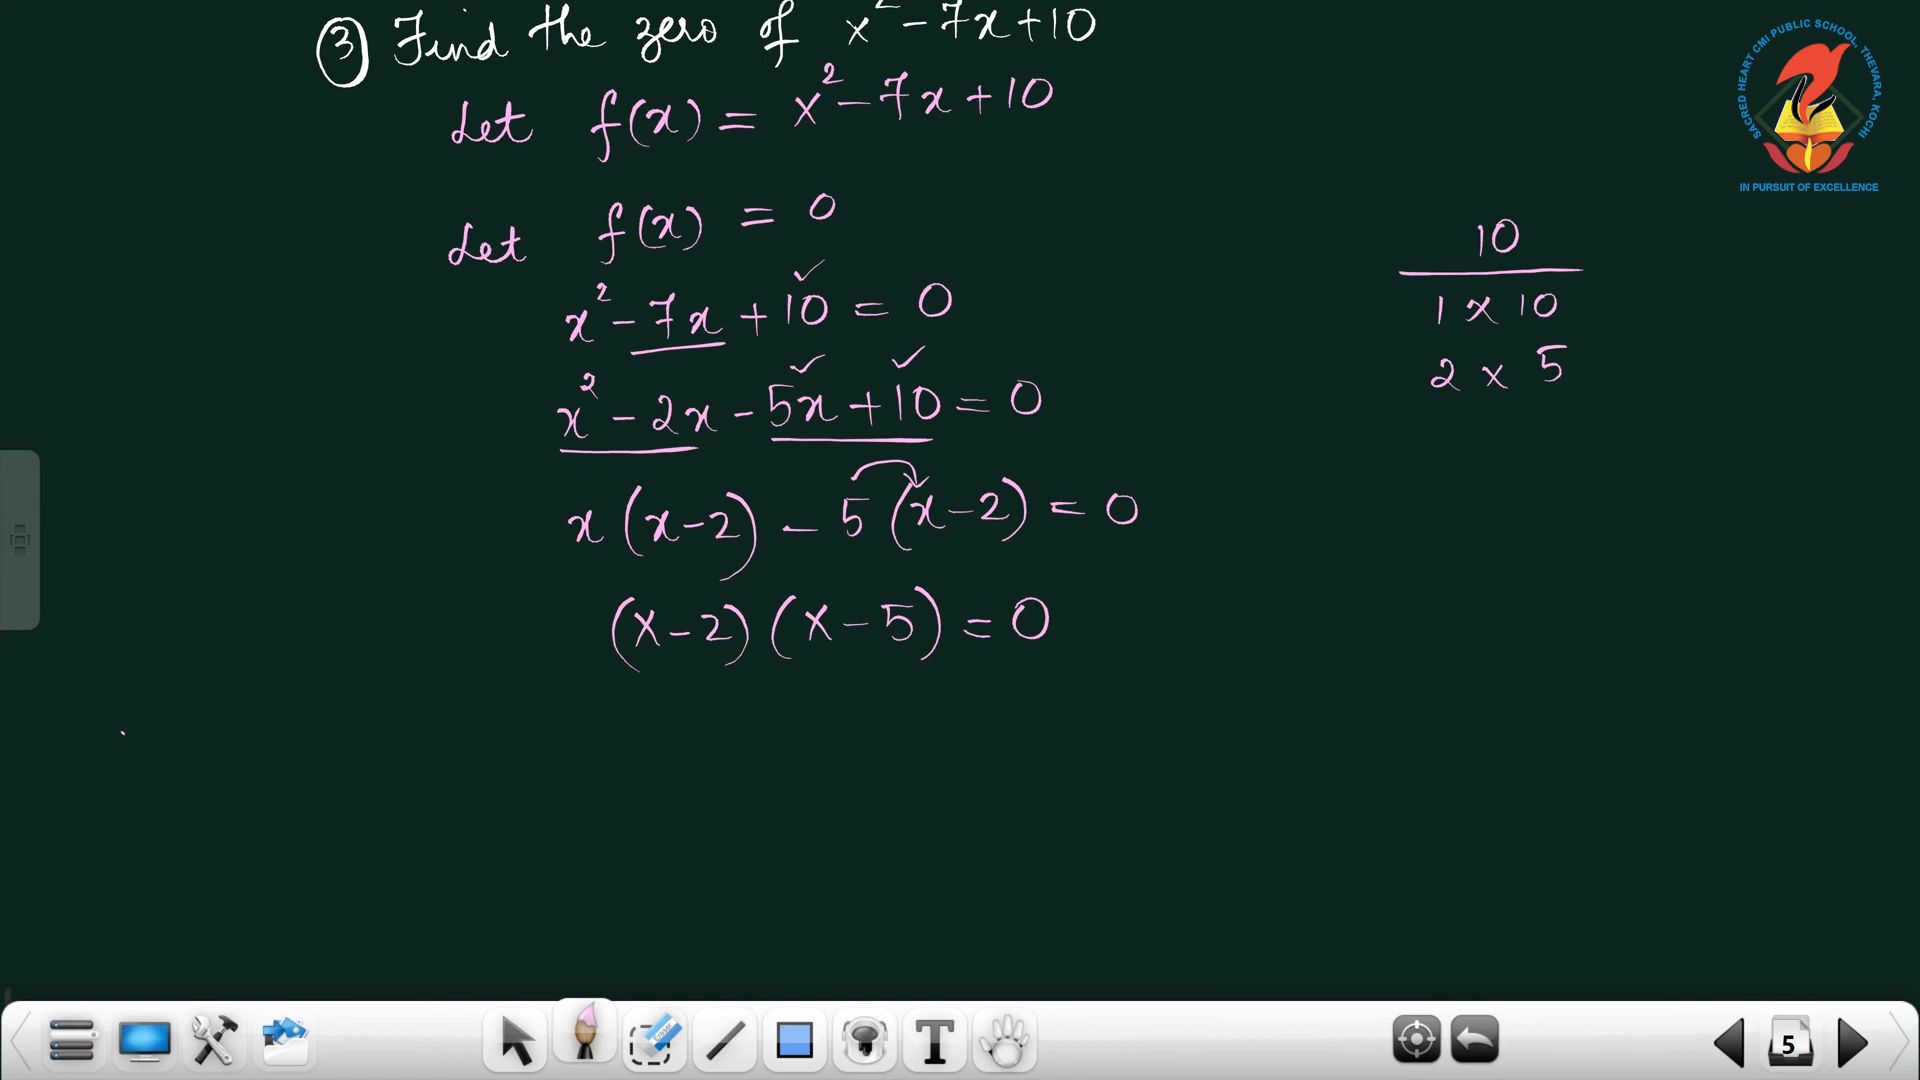 ③ Find the zero of x² - 7x + 10
Let f(x) = x² - 7x + 10
Let f(x) = 0
x² - 7x + 10 = 0
x² - 2x - 5x + 10 = 0
x (x - 2) - 5 (x - 2) = 0
(x - 2) (x - 5) = 0
10
1 × 10
2 × 5
SACRED HEART CMI PUBLIC SCHOOL, THEVARA, KOCHI
IN PURSUIT OF EXCELLENCE
Eraser
T
5